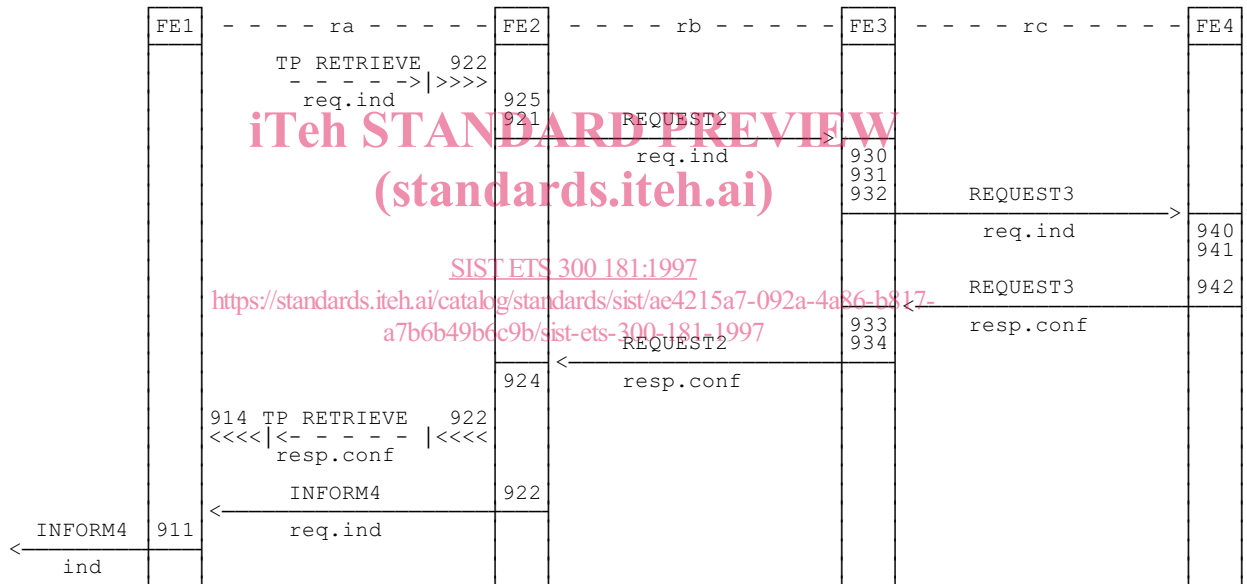 FE1 - - - - ra - - - - - FE2 - - - - - rb - - - - - FE3 - - - - - rc - - - - - FE4
TP RETRIEVE 922
- - - - ->|>>>>
req.ind 925
921 REQUEST2
iTeh STANDARD PREVIEW
req.ind 930
931
(standards.iteh.ai)
932 REQUEST3
req.ind 940
941
SIST ETS 300 181:1997
REQUEST3 942
https://standards.iteh.ai/catalog/standards/sist/ae4215a7-092a-4a86-b817-
933 resp.conf
a7b6b49b6c9b/sist-ets-300-181-1997
REQUEST2 934
924 resp.conf
914 TP RETRIEVE 922
<<<<|<- - - - - |<<<<
resp.conf
INFORM4 922
INFORM4 911 req.ind
ind